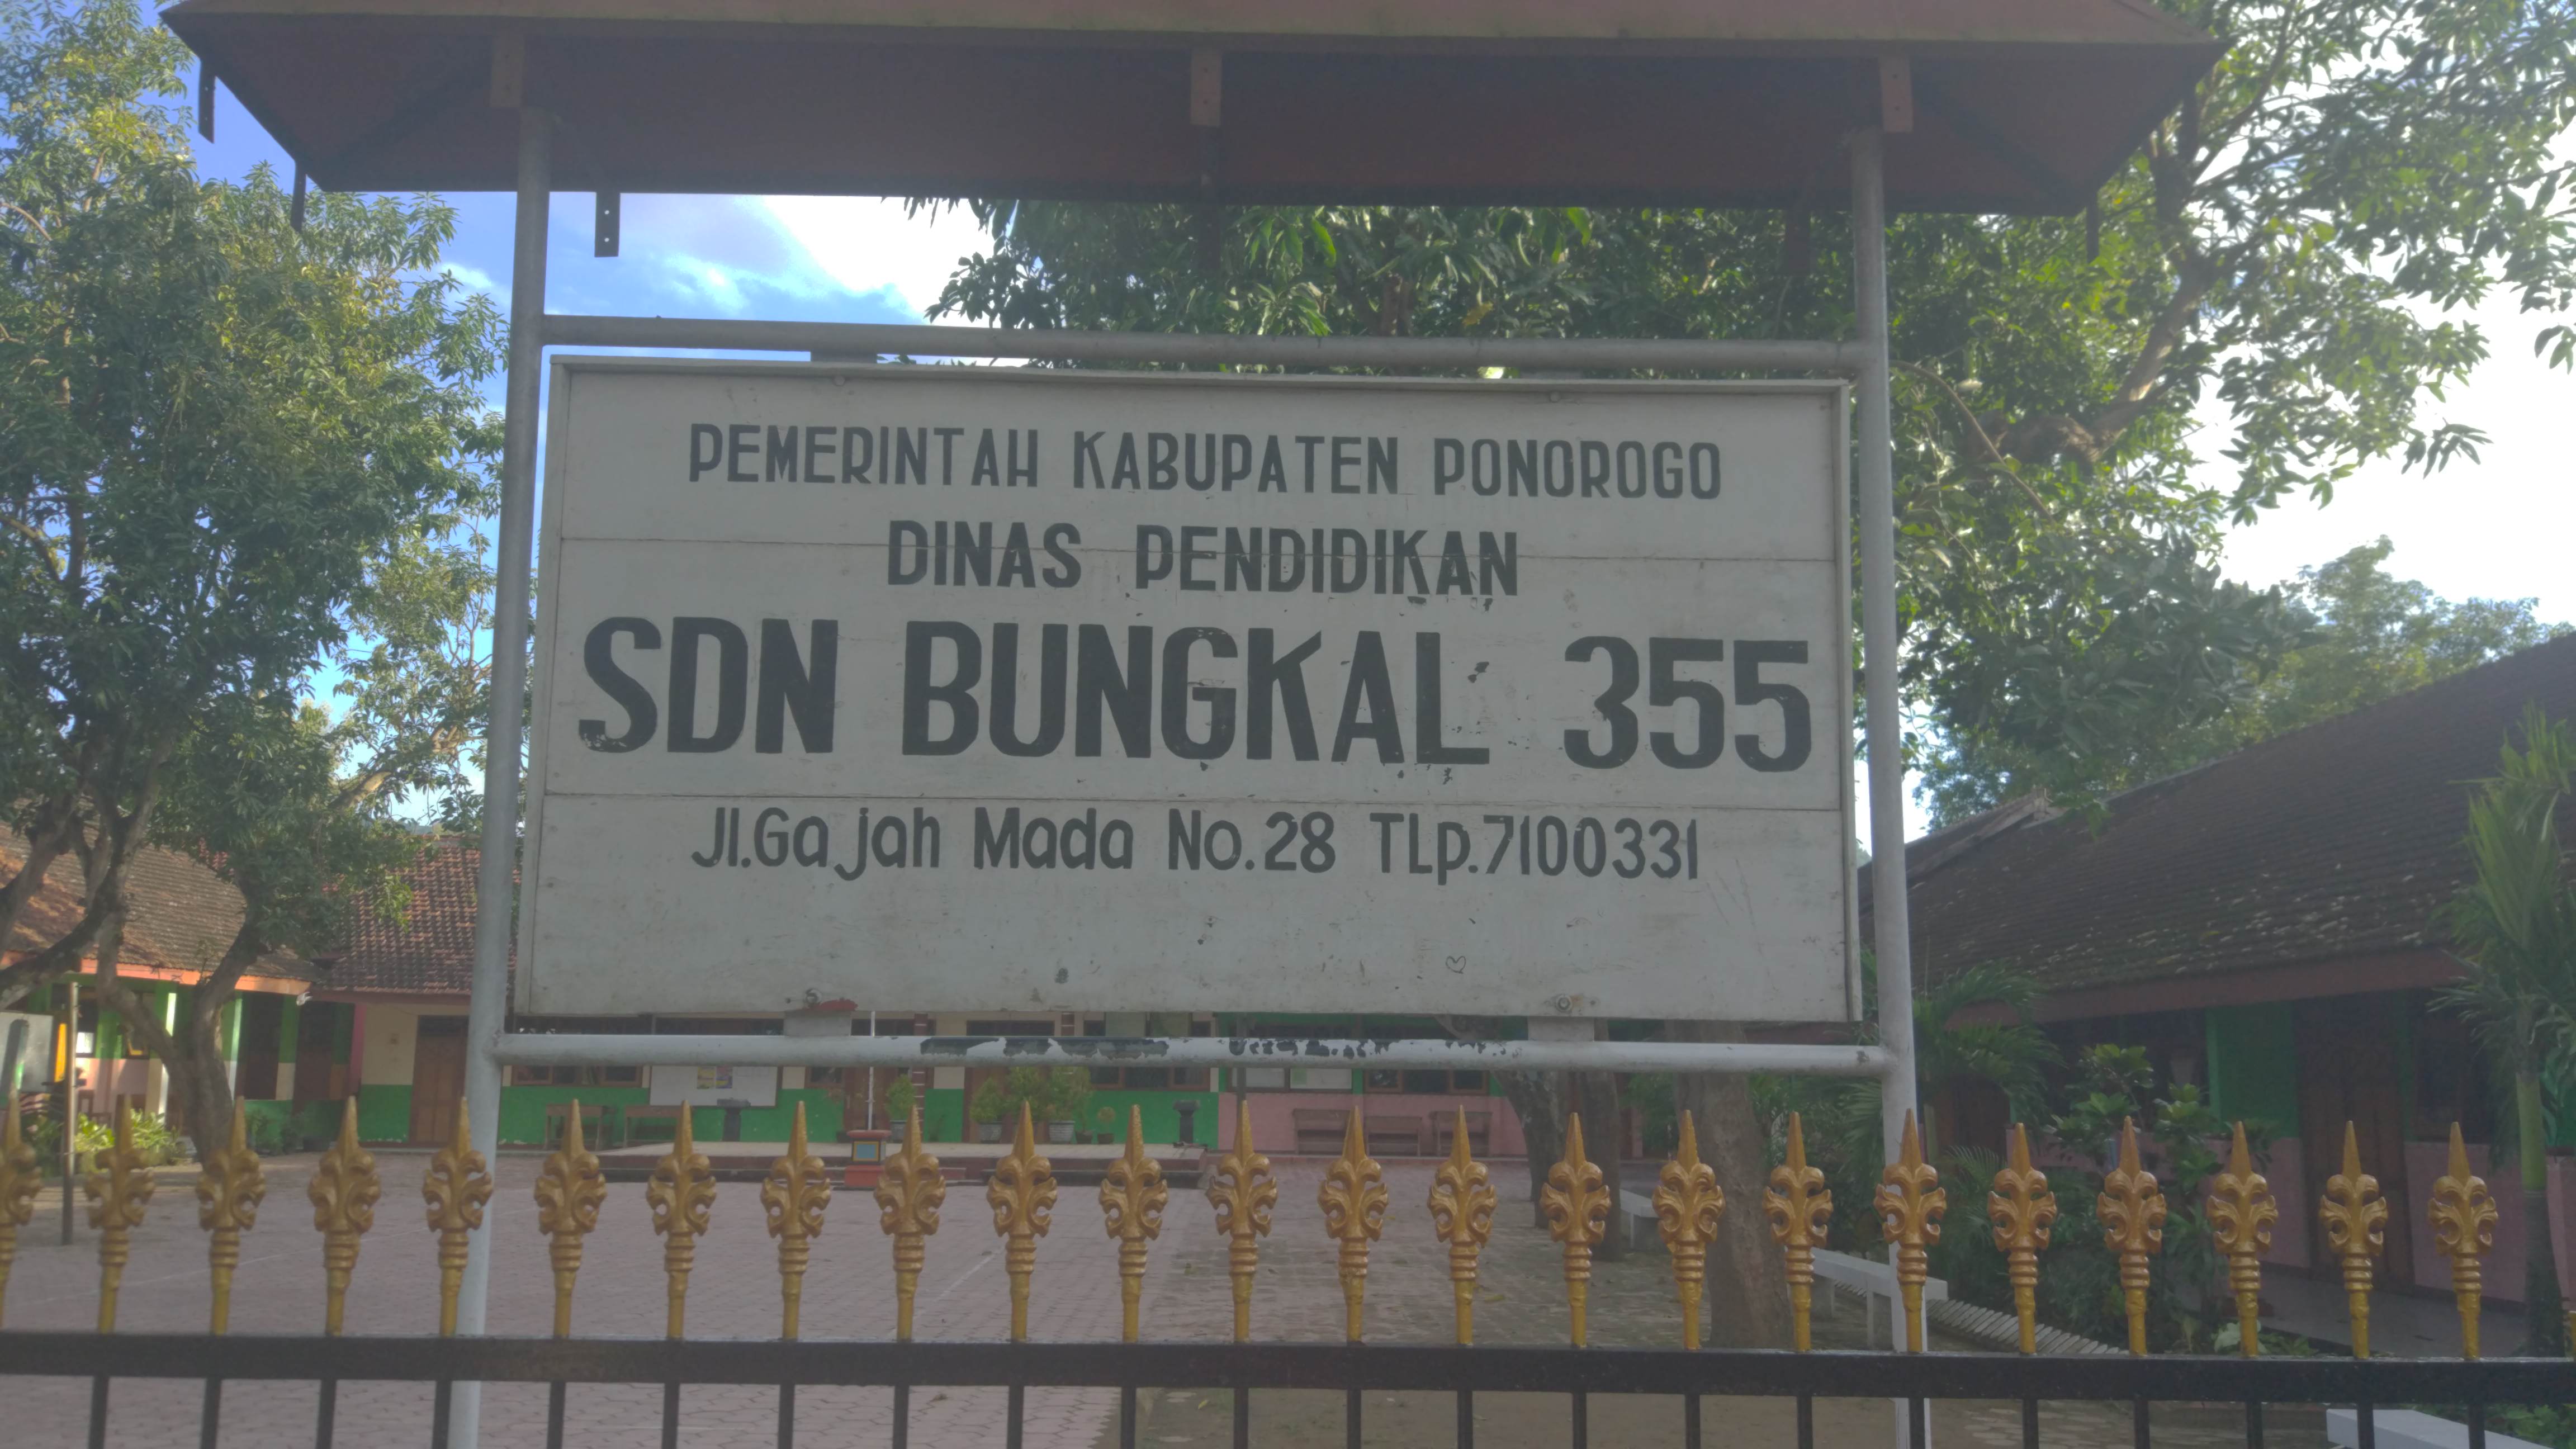 PEMERINTAH KABUPATEN PONOROGO
DINAS PENDIDIKAN
SDN BUNGKAL 355
Jl.Gajah Mada No.28 TLp.7100331